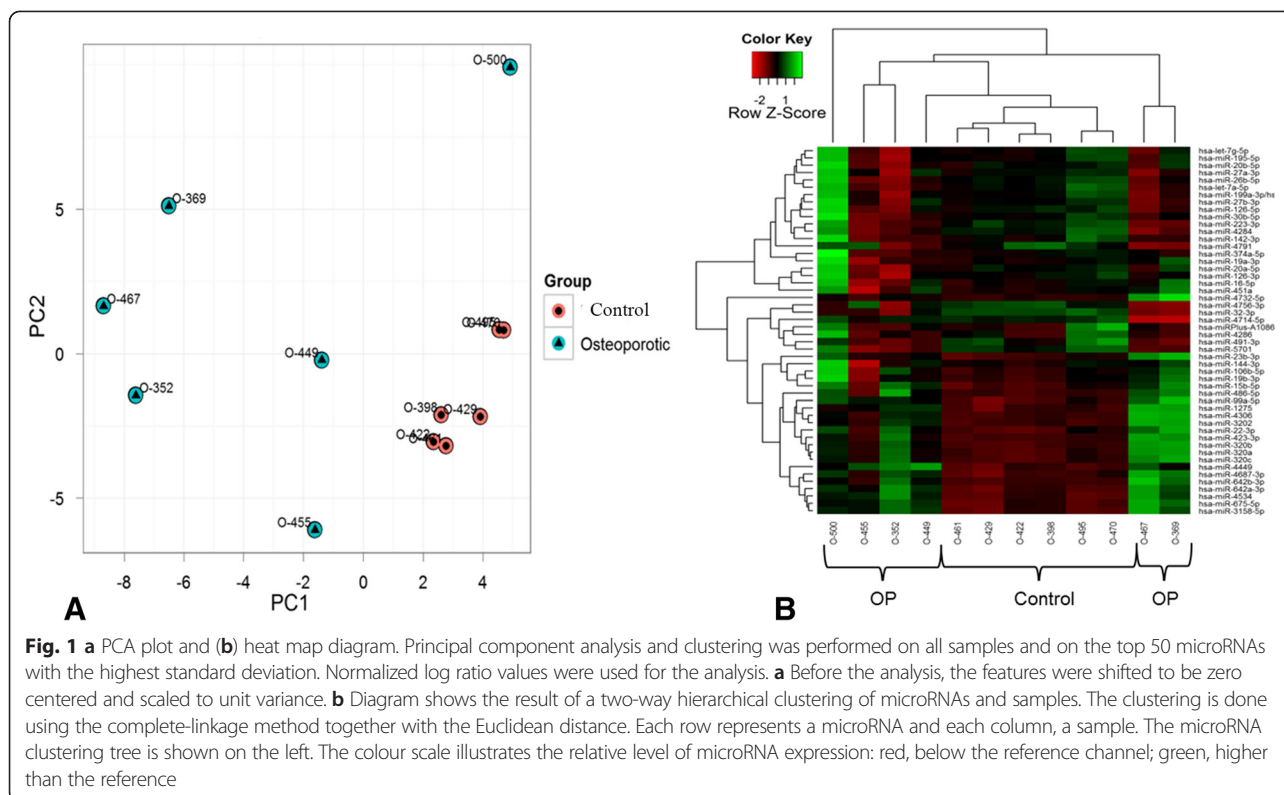 O-500
O-369
O-467
O-449
O-352
O-398
O-429
O-422
O-455
5
0
-5
PC2
-8
-6
-4
-2
0
2
4
PC1
A
Group
Control
Osteoporotic
Color Key
-2
1
Row Z-Score
hsa-let-7g-5p
hsa-miR-195-5p
hsa-miR-20b-5p
hsa-miR-27a-3p
hsa-miR-26b-5p
hsa-let-7a-5p
hsa-miR-199a-3p/hs
hsa-miR-27b-3p
hsa-miR-126-5p
hsa-miR-30b-5p
hsa-miR-223-3p
hsa-miR-4284
hsa-miR-142-3p
hsa-miR-4791
hsa-miR-374a-5p
hsa-miR-19a-3p
hsa-miR-20a-5p
hsa-miR-126-3p
hsa-miR-16-5p
hsa-miR-451a
hsa-miR-4732-5p
hsa-miR-4756-3p
hsa-miR-32-3p
hsa-miR-4714-5p
hsa-miRPlus-A1086
hsa-miR-4286
hsa-miR-491-3p
hsa-miR-5701
hsa-miR-23b-3p
hsa-miR-144-3p
hsa-miR-106b-5p
hsa-miR-19b-3p
hsa-miR-15b-5p
hsa-miR-486-5p
hsa-miR-99a-5p
hsa-miR-1275
hsa-miR-4306
hsa-miR-3202
hsa-miR-22-3p
hsa-miR-423-3p
hsa-miR-320b
hsa-miR-320a
hsa-miR-320c
hsa-miR-4449
hsa-miR-4687-3p
hsa-miR-642b-3p
hsa-miR-642a-3p
hsa-miR-4534
hsa-miR-675-5p
hsa-miR-3158-5p
O-500
O-455
O-352
O-449
O-461
O-429
O-422
O-398
O-495
O-470
O-467
O-369
OP
Control
OP
B
Fig. 1 a PCA plot and (b) heat map diagram. Principal component analysis and clustering was performed on all samples and on the top 50 microRNAs
with the highest standard deviation. Normalized log ratio values were used for the analysis. a Before the analysis, the features were shifted to be zero
centered and scaled to unit variance. b Diagram shows the result of a two-way hierarchical clustering of microRNAs and samples. The clustering is done
using the complete-linkage method together with the Euclidean distance. Each row represents a microRNA and each column, a sample. The microRNA
clustering tree is shown on the left. The colour scale illustrates the relative level of microRNA expression: red, below the reference channel; green, higher
than the reference